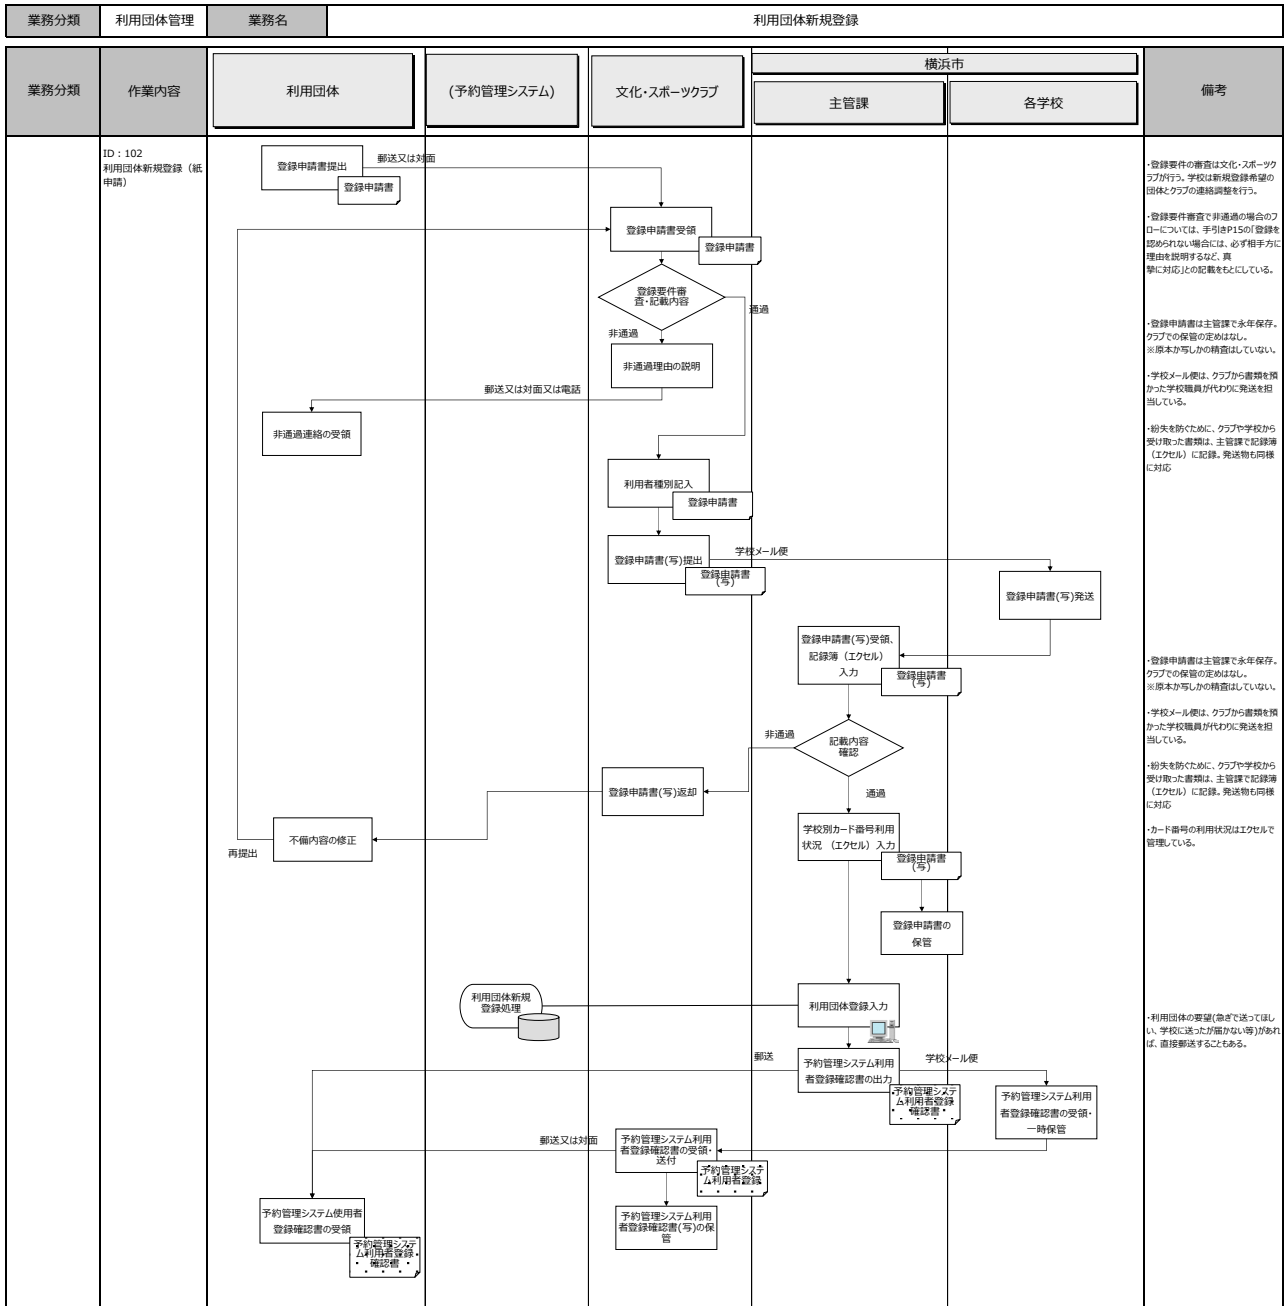 業務分類
利用団体管理
業務名
利用団体新規登録
業務分類
作業内容
利用団体
(予約管理システム)
文化・スポーツクラブ
横浜市
主管課
各学校
備考
ID：102
利用団体新規登録（紙
申請）
登録申請書提出
登録申請書
郵送又は対面
登録申請書受領
登録申請書
登録要件審
査・記載内容
通過
非通過
非通過理由の説明
郵送又は対面又は電話
非通過連絡の受領
利用者種別記入
登録申請書
登録申請書(写)提出
登録申請書
(写)
学校メール便
登録申請書(写)発送
登録申請書(写)受領、
記録簿（エクセル）
入力
登録申請書
(写)
記載内容
確認
非通過
通過
登録申請書(写)返却
不備内容の修正
再提出
学校別カード番号利用
状況 （エクセル）入力
登録申請書
(写)
登録申請書の
保管
利用団体新規
登録処理
利用団体登録入力
郵送
予約管理システム利用
者登録確認書の出力
予約管理システ
ム利用者登録
確認書
学校メール便
予約管理システム利用
者登録確認書の受領・
一時保管
郵送又は対面
予約管理システム利用
者登録確認書の受領・
送付
予約管理システ
ム利用者登録
予約管理システム利用
者登録確認書(写)の保
管
予約管理システム使用者
登録確認書の受領
予約管理システ
ム利用者登録
確認書
・登録要件の審査は文化・スポーツク
ラブが行う。学校は新規登録希望の
団体とクラブの連絡調整を行う。
・登録要件審査で非通過の場合のフ
ローについては、手引きP15の「登録を
認められない場合には、必ず相手方に
理由を説明するなど、真
摯に対応」との記載をもとにしている。
・登録申請書は主管課で永年保存。
クラブでの保管の定めはなし。
※原本か写しかの精査はしていない。
・学校メール便は、クラブから書類を預
かった学校職員が代わりに発送を担
当している。
・紛失を防ぐために、クラブや学校から
受け取った書類は、主管課で記録簿
（エクセル）に記録。発送物も同様
に対応
・登録申請書は主管課で永年保存。
クラブでの保管の定めはなし。
※原本か写しかの精査はしていない。
・学校メール便は、クラブから書類を預
かった学校職員が代わりに発送を担
当している。
・紛失を防ぐために、クラブや学校から
受け取った書類は、主管課で記録簿
（エクセル）に記録。発送物も同様
に対応
・カード番号の利用状況はエクセルで
管理している。
・利用団体の要望(急ぎで送ってほし
い、学校に送ったが届かない等)があれ
ば、直接郵送することもある。